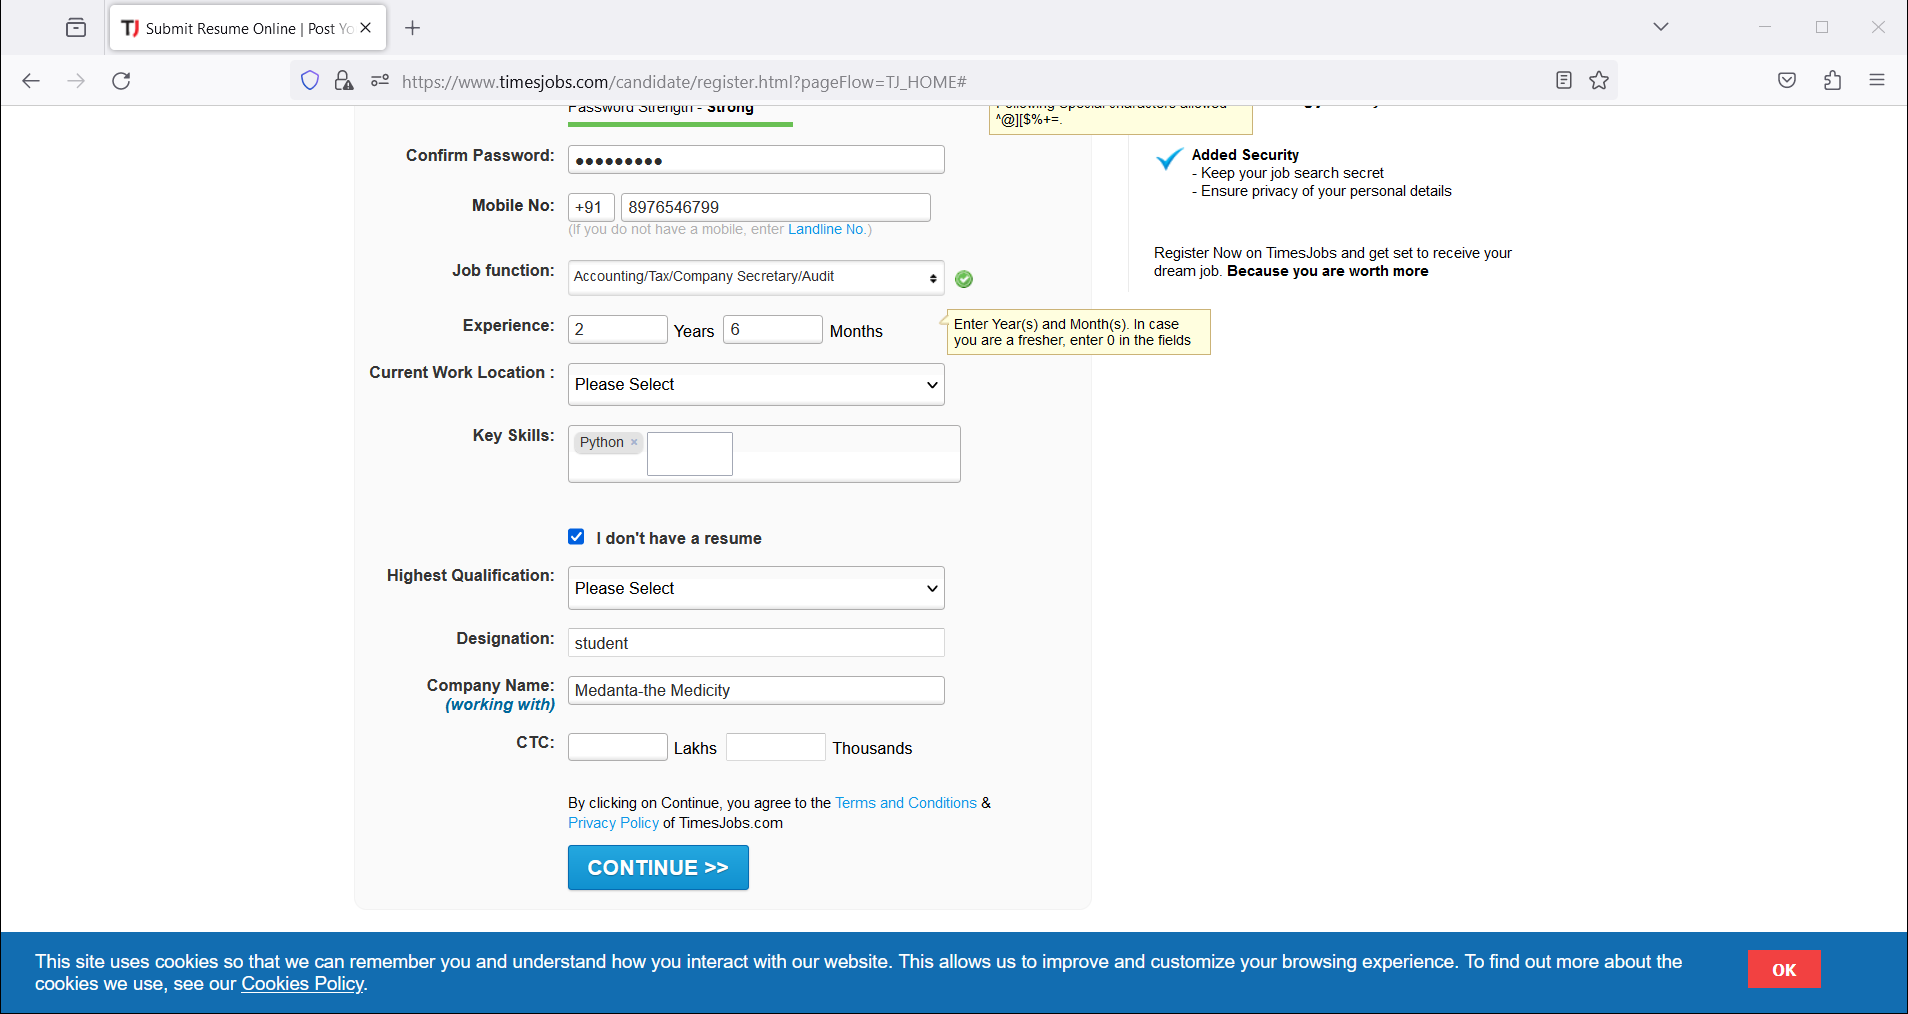 Submit Resume Online | Post Yo
https://www.timesjobs.com/candidate/register.html?pageFlow=TJ_HOME#
Password Strength - Strong
Following Special characters allowed
^@][$%+=.
Confirm Password:
Added Security
- Keep your job search secret
- Ensure privacy of your personal details
Mobile No:
+91
8976546799
(If you do not have a mobile, enter Landline No.)
Register Now on TimesJobs and get set to receive your
dream job. Because you are worth more
Job function:
Accounting/Tax/Company Secretary/Audit
Experience:
2
Years
6
Months
Enter Year(s) and Month(s). In case
you are a fresher, enter 0 in the fields
Current Work Location :
Please Select
Key Skills:
Python ×
I don't have a resume
Highest Qualification:
Please Select
Designation:
student
Company Name:
(working with)
Medanta-the Medicity
CTC:
Lakhs
Thousands
By clicking on Continue, you agree to the Terms and Conditions &
Privacy Policy of TimesJobs.com
CONTINUE >>
This site uses cookies so that we can remember you and understand how you interact with our website. This allows us to improve and customize your browsing experience. To find out more about the
cookies we use, see our Cookies Policy.
OK